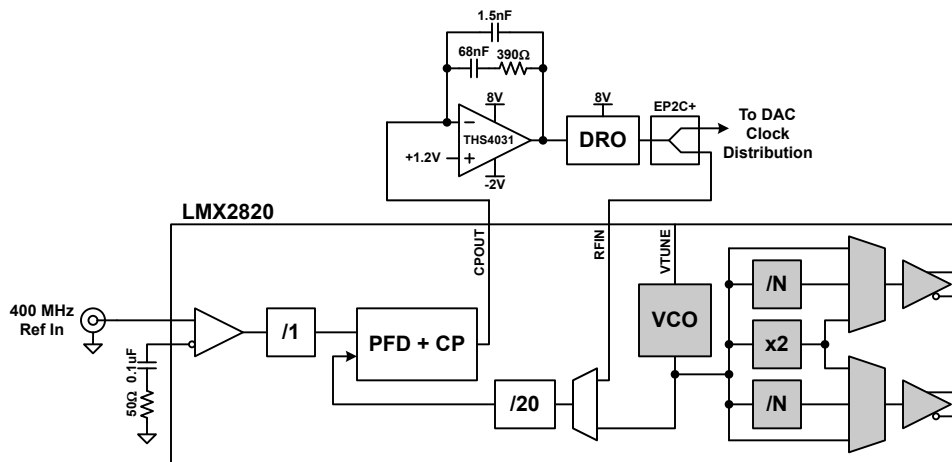 1.5nF
68nF
390Ω
8V
THS4031
+1.2V
-2V
8V
DRO
EP2C+
To DAC
Clock
Distribution
LMX2820
CPOUT
RFIN
VTUNE
400 MHz
Ref In
/1
PFD + CP
50Ω 0.1uF
/20
VCO
/N
x2
/N